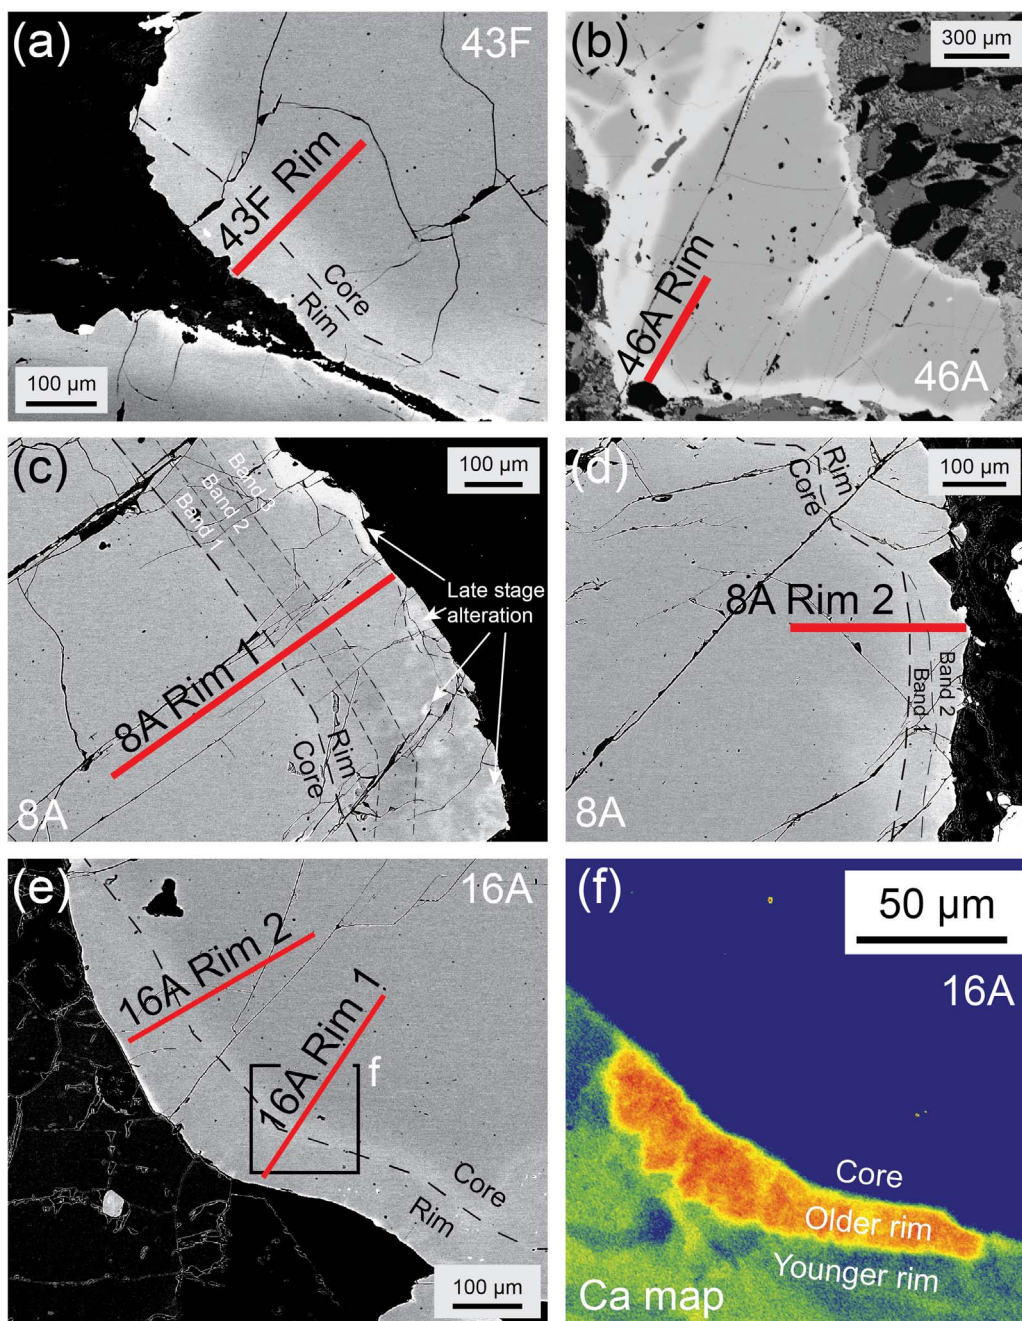 (a)
43F
43F Rim
Core
Rim
100 µm
(b)
300 µm
46A Rim
46A
(c)
100 µm
Band 3
Band 2
Band 1
Late stage
alteration
8A Rim 1
Rim
Core
8A
(d)
100 µm
Rim
Core
8A Rim 2
Band 2
Band 1
8A
(e)
16A
16A Rim 2
16A Rim 1
f
Core
Rim
100 µm
(f)
50 µm
16A
Core
Older rim
Younger rim
Ca map